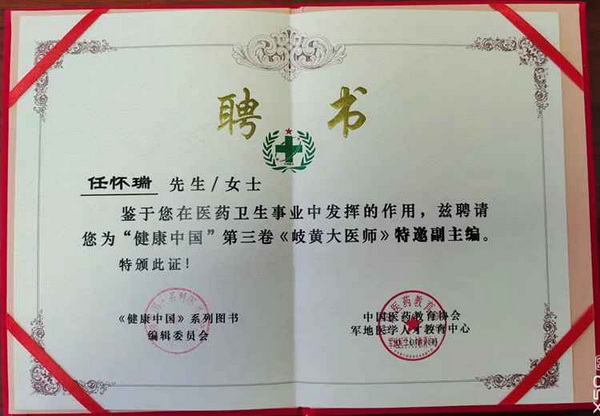 聘书
任怀瑞 先生/女士
鉴于您在医药卫生事业中发挥的作用，兹聘请
您为“健康中国”第三卷《岐黄大医师》特邀副主编。
特颁此证！
《健康中国》系列图书
编辑委员会
中国医药教育协会
军地医学人才教育中心